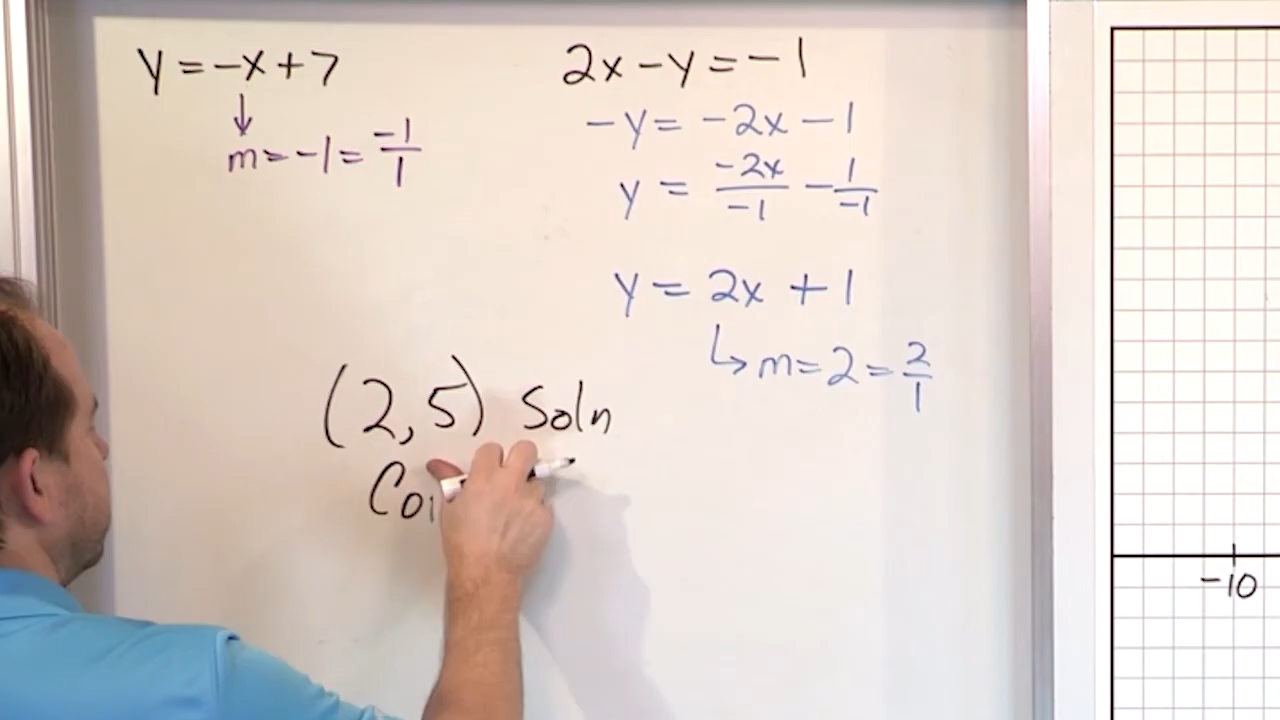 y = -x + 7
↓
m = -1 = -1/1
2x - y = -1
-y = -2x - 1
y = -2x/-1 - 1/-1
y = 2x + 1
↳ m = 2 = 2/1
(2,5) Soln
-10